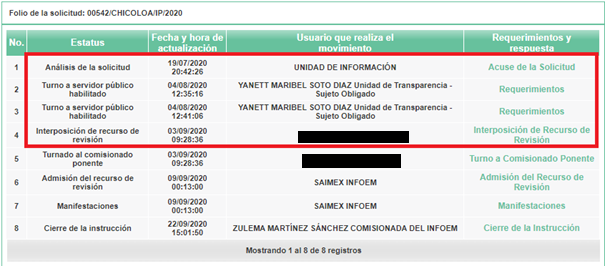 Folio de la solicitud: 00542/CHICOLOA/IP/2020
No. Estatus Fecha y hora de actualización Usuario que realiza el movimiento Requerimientos y respuesta
1 Análisis de la solicitud 19/07/2020 20:42:26 UNIDAD DE INFORMACIÓN Acuse de la Solicitud
2 Turno a servidor público habilitado 04/08/2020 12:35:16 YANETT MARIBEL SOTO DIAZ Unidad de Transparencia - Sujeto Obligado Requerimientos
3 Turno a servidor público habilitado 04/08/2020 12:41:06 YANETT MARIBEL SOTO DIAZ Unidad de Transparencia - Sujeto Obligado Requerimientos
4 Interposición de recurso de revisión 03/09/2020 09:28:36 Interposición de Recurso de Revisión
5 Turnado al comisionado ponente 03/09/2020 09:28:36 Turno a Comisionado Ponente
6 Admisión del recurso de revisión 09/09/2020 00:13:00 SAIMEX INFOEM Admisión del Recurso de Revisión
7 Manifestaciones 09/09/2020 00:13:00 SAIMEX INFOEM Manifestaciones
8 Cierre de la instrucción 22/09/2020 15:01:50 ZULEMA MARTÍNEZ SÁNCHEZ COMISIONADA DEL INFOEM Cierre de la Instrucción
Mostrando 1 al 8 de 8 registros